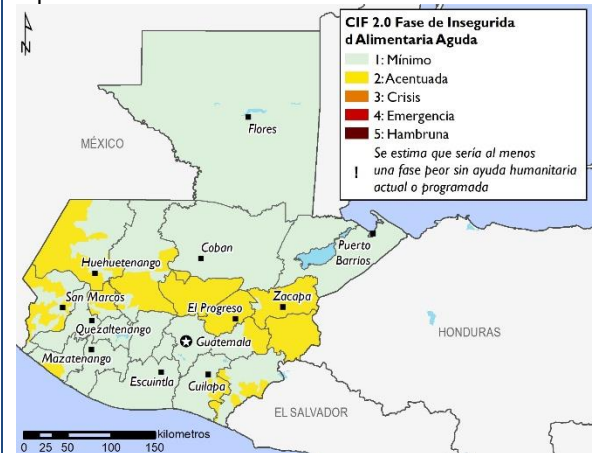 CIF 2.0 Fase de Insegurida
d Alimentaria Aguda
1: Mínimo
2: Acentuada
3: Crisis
4: Emergencia
5: Hambruna
Se estima que sería al menos
! una fase peor sin ayuda humanitaria
actual o programada
N
Flores
MÉXICO
Puerto
Barrios
Coban
Huehuetenango
San Marcos
El Progreso
Zacapa
Quezaltenango
Guatemala
HONDURAS
Mazatenango
Escuintla
Cuilapa
EL SALVADOR
kilometros
0 25 50 100 150